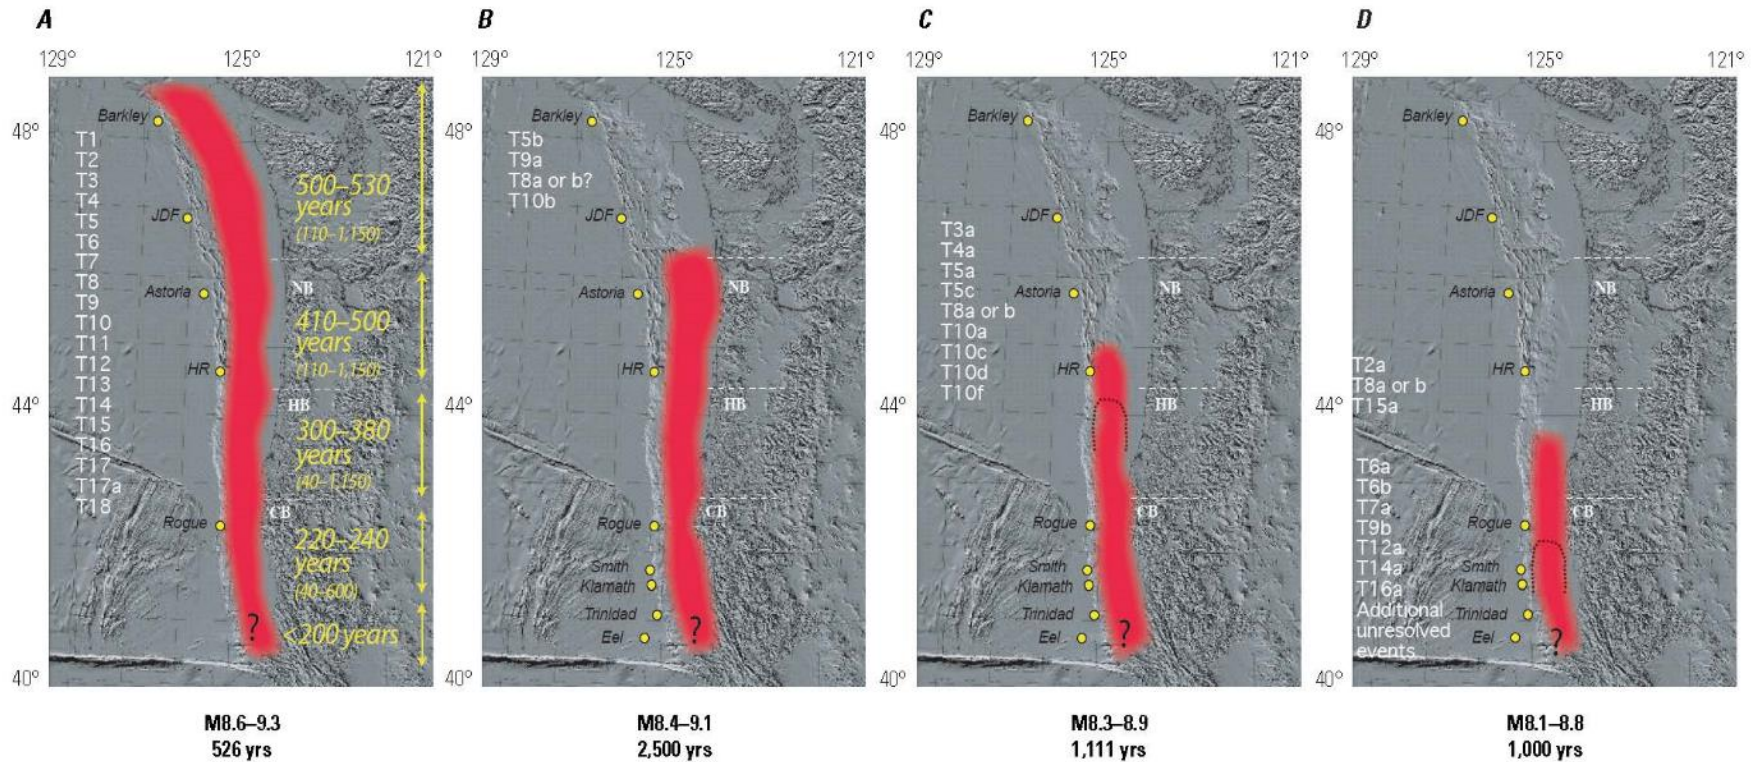 A
129° 125° 121°
48°
44°
40°
Barkley
JDF
Astoria
HR
Rogue
T1
T2
T3
T4
T5
T6
T7
T8
T9
T10
T11
T12
T13
T14
T15
T16
T17
T17a
T18
500–530
years
(110–1,150)
NB
410–500
years
(110–1,150)
HB
300–380
years
(40–1,150)
CB
220–240
years
(40–600)
?
<200 years
M8.6–9.3
526 yrs
B
129° 125° 121°
48°
44°
40°
Barkley
T5b
T9a
T8a or b?
T10b
JDF
Astoria
NB
HR
HB
Rogue
CB
Smith
Klamath
Trinidad
Eel
?
M8.4–9.1
2,500 yrs
C
129° 125° 121°
48°
44°
40°
Barkley
JDF
T3a
T4a
T5a
T5c
T8a or b
T10a
T10c
T10d
T10f
Astoria
NB
HR
HB
Rogue
CB
Smith
Klamath
Trinidad
Eel
?
M8.3–8.9
1,111 yrs
D
129° 125° 121°
48°
44°
40°
Barkley
JDF
Astoria
NB
HR
T2a
T8a or b
T15a
HB
T6a
T6b
T7a
T9b
T12a
T14a
T16a
Additional
unresolved
events
Rogue
CB
Smith
Klamath
Trinidad
Eel
?
M8.1–8.8
1,000 yrs